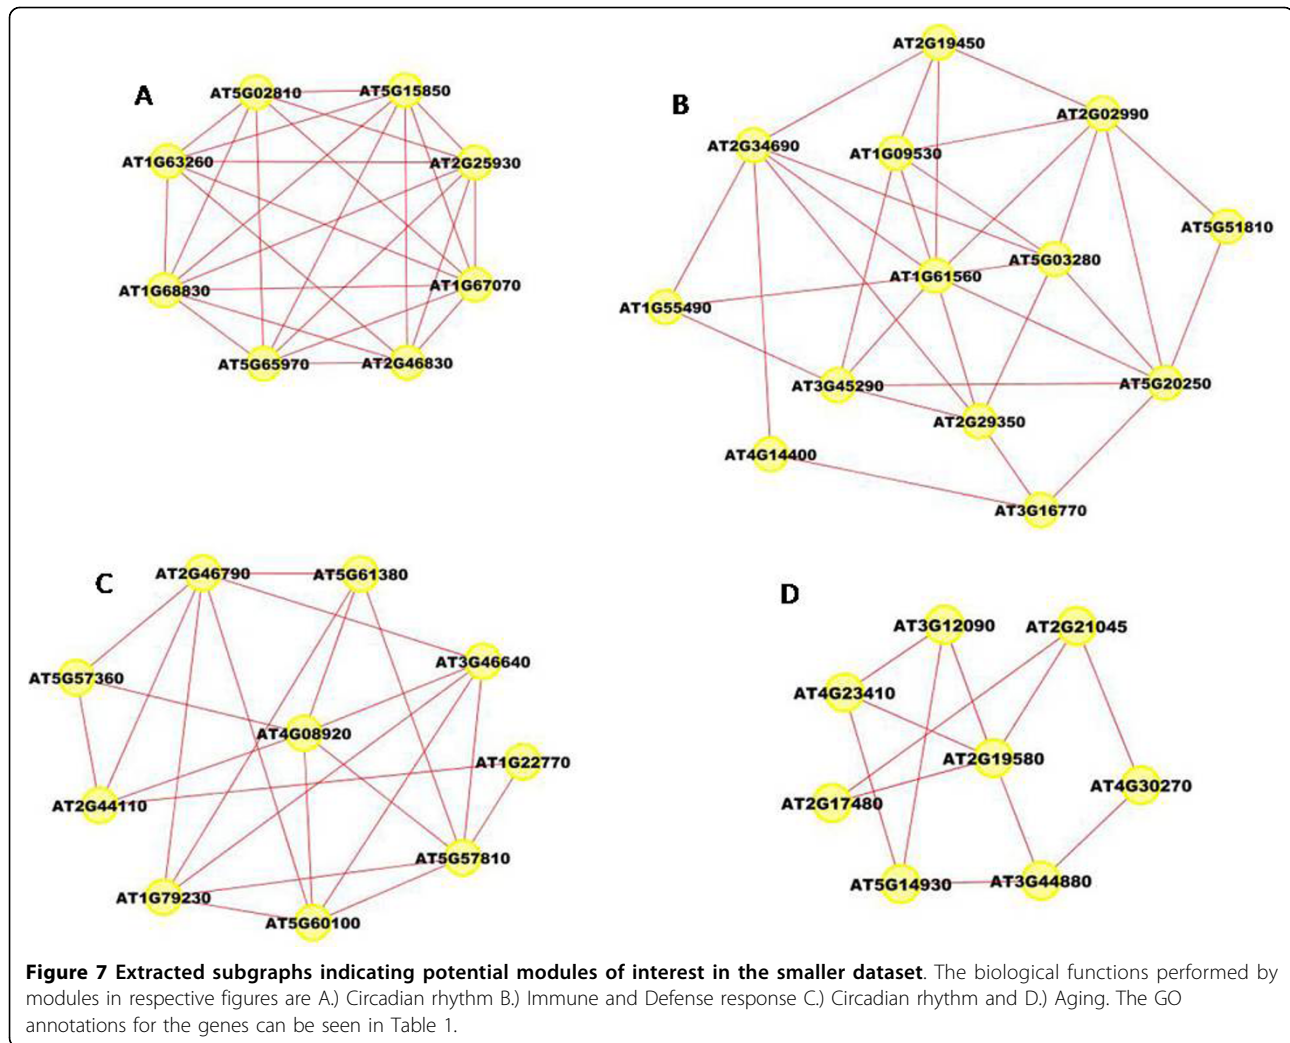 A
AT5G02810
AT5G15850
AT1G63260
AT2G25930
AT1G68830
AT1G67070
AT5G65970
AT2G46830
B
AT2G19450
AT2G02990
AT2G34690
AT1G09530
AT5G51810
AT5G03280
AT1G61560
AT1G55490
AT3G45290
AT5G20250
AT2G29350
AT4G14400
AT3G16770
C
AT2G46790
AT5G61380
AT3G46640
AT5G57360
AT4G08920
AT1G22770
AT2G44110
AT5G57810
AT1G79230
AT5G60100
D
AT3G12090
AT2G21045
AT4G23410
AT2G19580
AT4G30270
AT2G17480
AT5G14930
AT3G44880
Figure 7 Extracted subgraphs indicating potential modules of interest in the smaller dataset. The biological functions performed by
modules in respective figures are A.) Circadian rhythm B.) Immune and Defense response C.) Circadian rhythm and D.) Aging. The GO
annotations for the genes can be seen in Table 1.